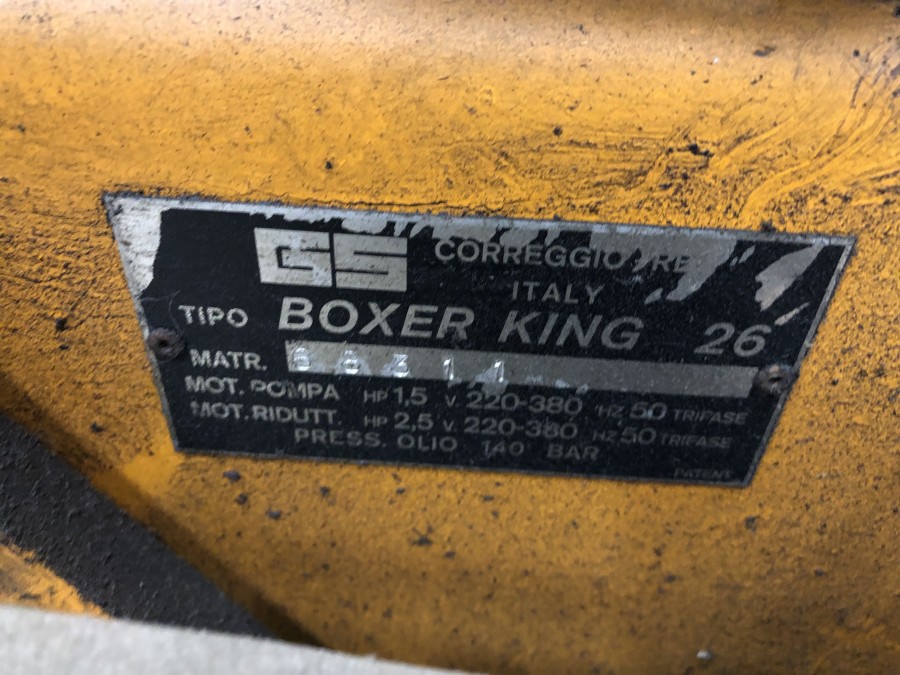 GS CORREGGIO RE
ITALY
TIPO BOXER KING 26
MATR.
MOT. POMPA HP 1,5 V. 220-380 HZ 50 TRIFASE
MOT. RIDUTT. HP 2,5 V. 220-380 HZ 50 TRIFASE
PRESS. OLIO 140 BAR
PATENT